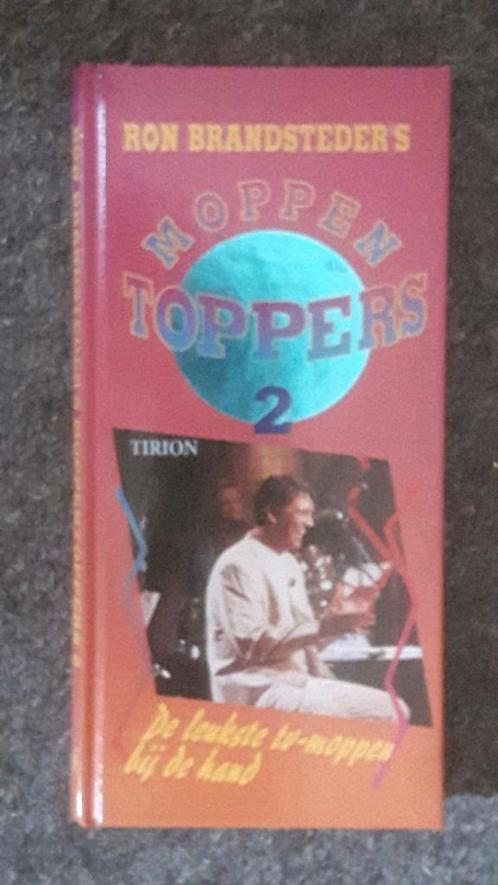 RON BRANDSTEDER'S
MOPPEN
TOPPERS
2
TIRION
De leukste tv-moppen
bij de hand